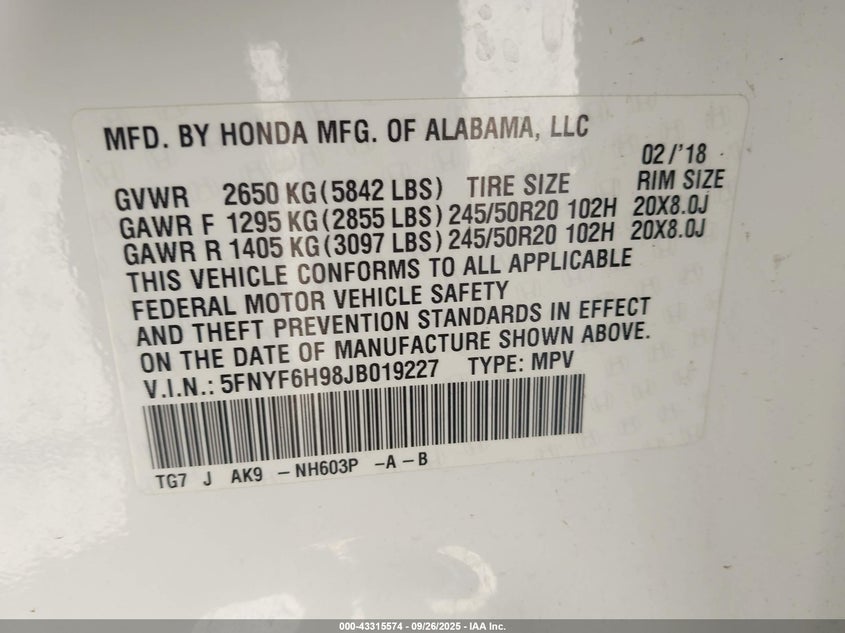 MFD. BY HONDA MFG. OF ALABAMA, LLC
02/'18
GVWR 2650 KG(5842 LBS) TIRE SIZE RIM SIZE
GAWR F 1295 KG(2855 LBS) 245/50R20 102H 20X8.0J
GAWR R 1405 KG(3097 LBS) 245/50R20 102H 20X8.0J
THIS VEHICLE CONFORMS TO ALL APPLICABLE
FEDERAL MOTOR VEHICLE SAFETY
AND THEFT PREVENTION STANDARDS IN EFFECT
ON THE DATE OF MANUFACTURE SHOWN ABOVE.
V.I.N.: 5FNYF6H98JB019227 TYPE: MPV
TG7 J AK9 -NH603P -A-B
000-43315574 - 09/26/2025 - IAA Inc.